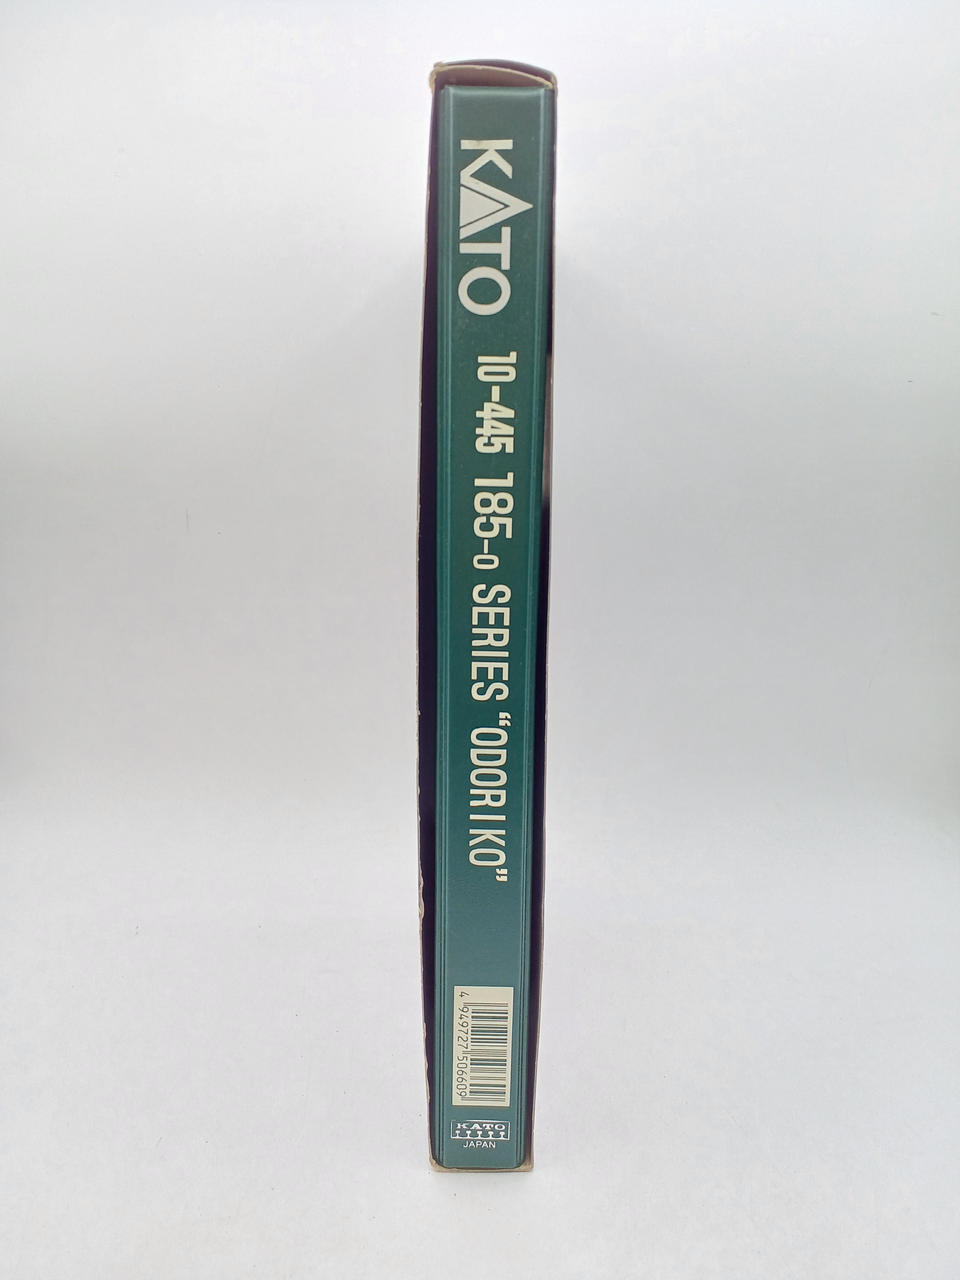 KATO
10-445 185-0 SERIES "ODORIKO"
4 949727 506609
KATO
JAPAN